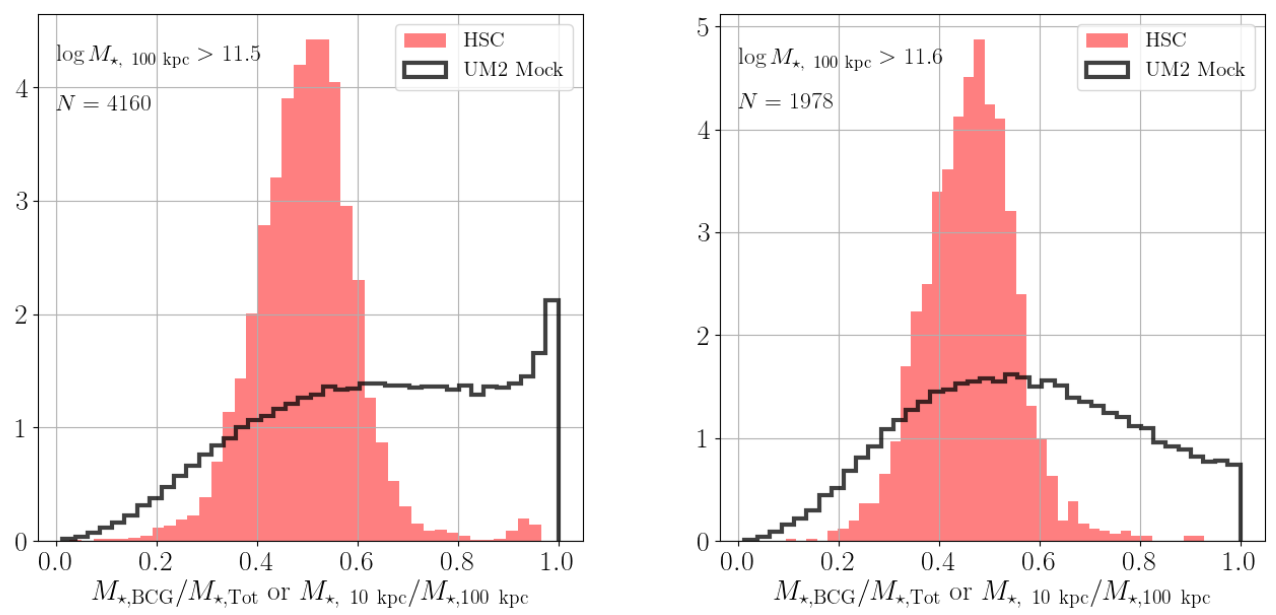 log M⋆, 100 kpc > 11.5
N = 4160
HSC
UM2 Mock
4
3
2
1
0
0.0 0.2 0.4 0.6 0.8 1.0
M⋆,BCG/M⋆,Tot or M⋆, 10 kpc/M⋆,100 kpc
log M⋆, 100 kpc > 11.6
N = 1978
HSC
UM2 Mock
5
4
3
2
1
0
0.0 0.2 0.4 0.6 0.8 1.0
M⋆,BCG/M⋆,Tot or M⋆, 10 kpc/M⋆,100 kpc